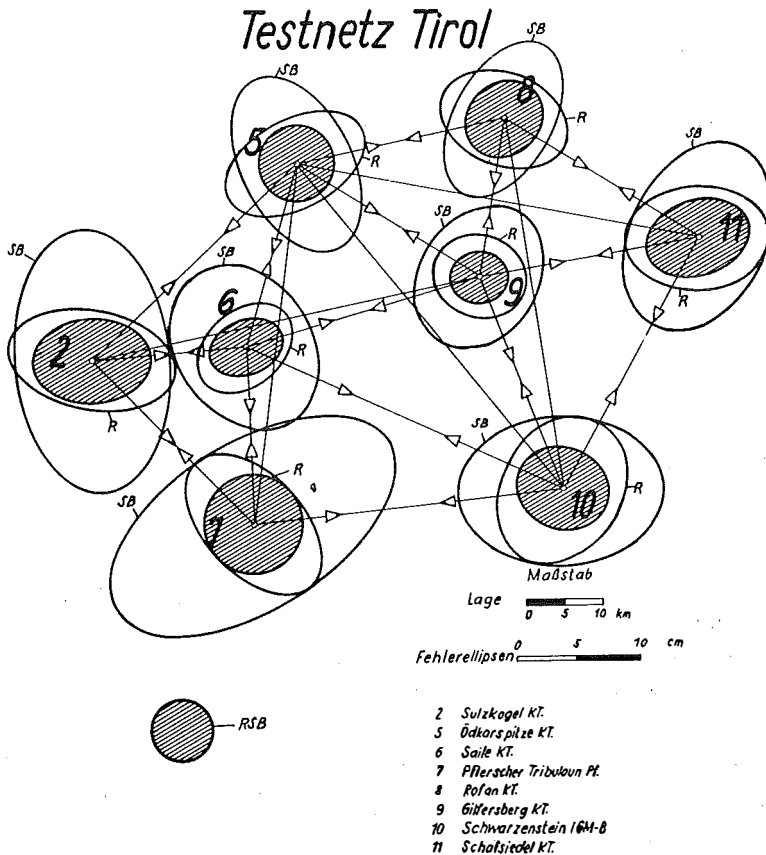 Testnetz Tirol
SB
8
SB
5
R
SB
R
SB
11
SB
R
SB
6
9
R
2
R
R
SB
R
SB
7
10
R
Maßstab
Lage
0 5 10 km
0 5 10 cm
Fehlerellipsen
RSB
2 Sulzkogel KT.
5 Ödkarspitze KT.
6 Saile KT.
7 Pflerscher Tribulaun Pf.
8 Rofan KT.
9 Gilfersberg KT.
10 Schwarzenstein IGM-B
11 Schafsiedel KT.